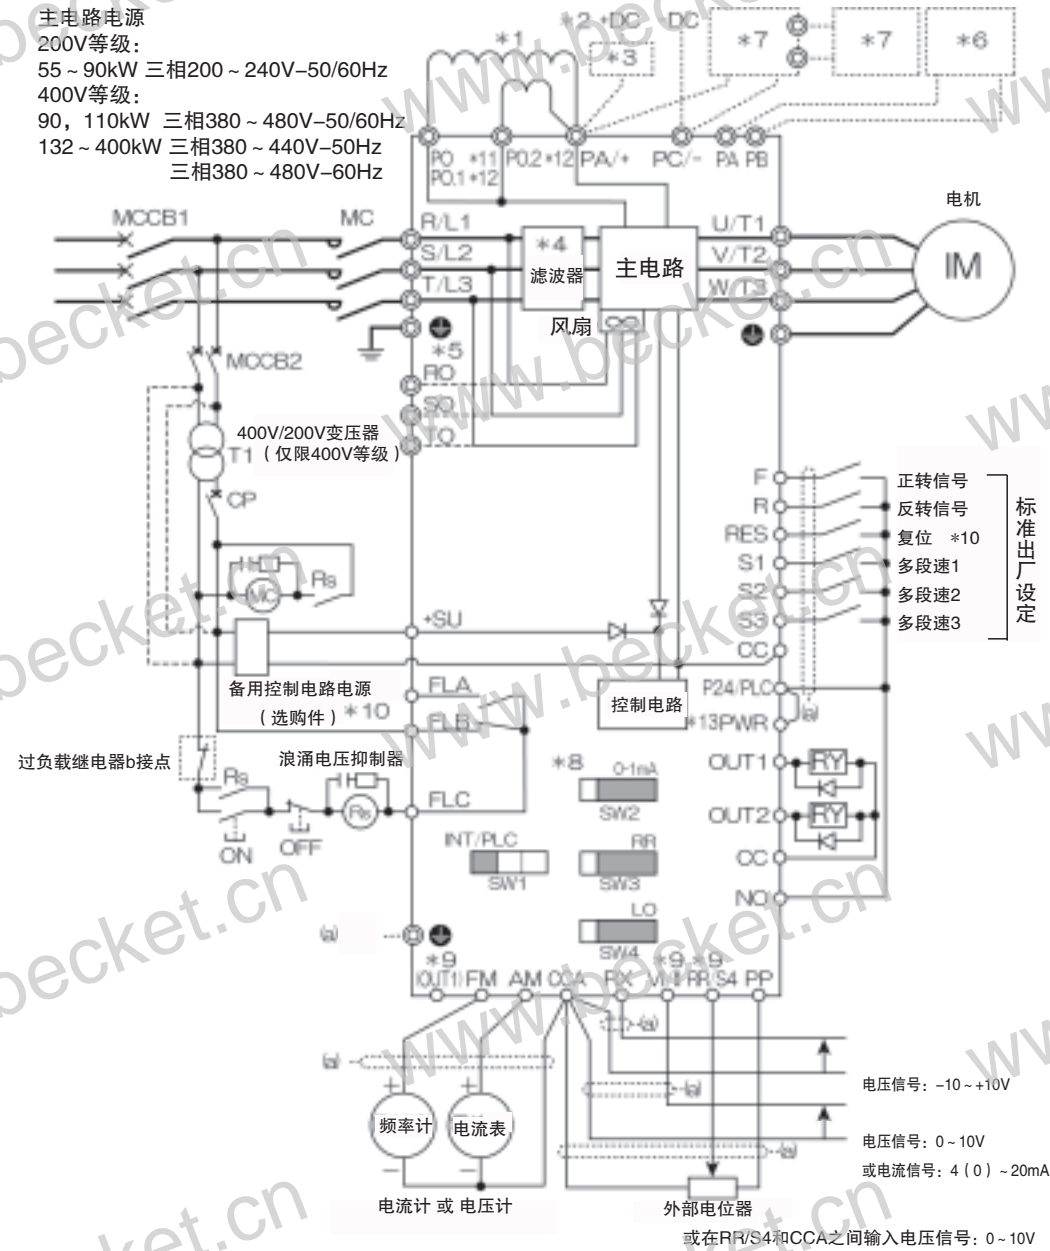 主电路电源
200V等级：
55～90kW 三相200～240V–50/60Hz
400V等级：
90，110kW 三相380～480V–50/60Hz
132～400kW 三相380～440V–50Hz
三相380～480V–60Hz
*1
*2 +DC
-DC
*3
*7
*7
*6
PO *11
PO.1 *12
PO.2 *12
PA/+
PC/-
PA PB
MCCB1
MC
R/L1
S/L2
T/L3
*4
滤波器
主电路
风扇
U/T1
V/T2
W/T3
电机
IM
*5
RO
SO
TO
MCCB2
400V/200V变压器
（仅限400V等级）
T1
CP
MC
Rs
+SU
备用控制电路电源
（选购件）
*10
FLA
FLB
FLC
过负载继电器b接点
浪涌电压抑制器
Rs
Rs
ON
OFF
控制电路
F
R
RES
S1
S2
S3
CC
P24/PLC
*13PWR
OUT1
OUT2
CC
NO
正转信号
反转信号
复位 *10
多段速1
多段速2
多段速3
标准出厂设定
(a)
RY
RY
*8
0-1mA
SW2
INT/PLC
SW1
RR
SW3
LO
SW4
(a)
*9
(OUT1)
FM
AM
CCA
RX
*9
VI/II
*9
RR/S4
PP
(a)
(a)
(a)
(a)
频率计
电流表
电流计 或 电压计
电压信号：–10～+10V
电压信号：0～10V
或电流信号：4（0）～20mA
外部电位器
或在RR/S4和CCA之间输入电压信号：0～10V
www.becket.cn